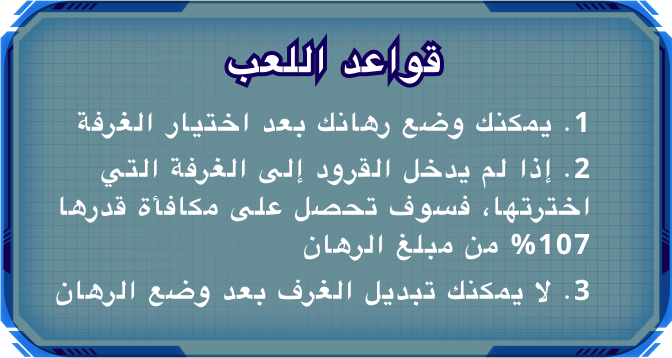 قواعد اللعب
1. يمكنك وضع رهانك بعد اختيار الغرفة
2. إذا لم يدخل القرود إلى الغرفة التي
اخترتها، فسوف تحصل على مكافأة قدرها
107% من مبلغ الرهان
3. لا يمكنك تبديل الغرف بعد وضع الرهان